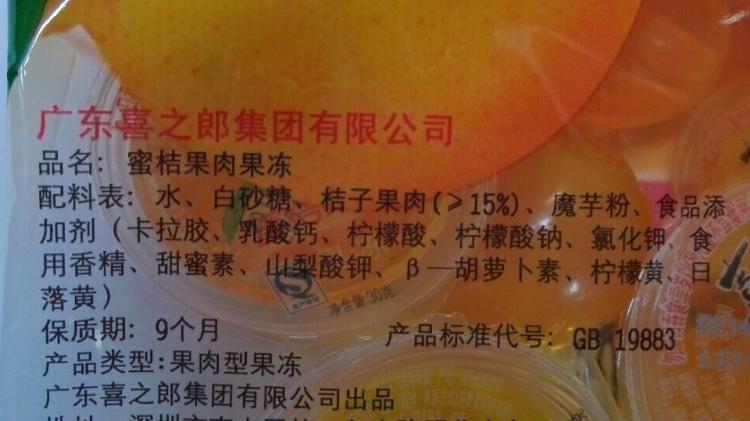 广东喜之郎集团有限公司
品名: 蜜桔果肉果冻
配料表: 水、白砂糖、桔子果肉(≥15%)、魔芋粉、食品添
加剂（卡拉胶、乳酸钙、柠檬酸、柠檬酸钠、氯化钾、食
用香精、甜蜜素、山梨酸钾、β—胡萝卜素、柠檬黄、日
落黄）
净含量 30克
保质期: 9个月
产品标准代号: GB 19883
产品类型:果肉型果冻
广东喜之郎集团有限公司出品